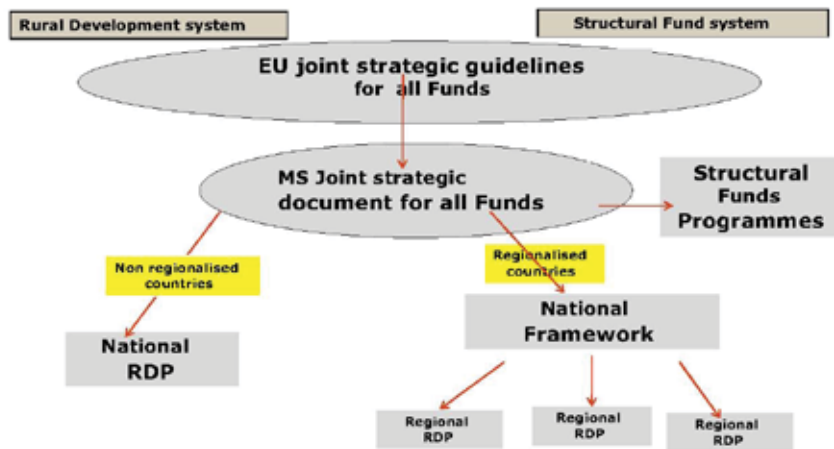 Rural Development system
Structural Fund system
EU joint strategic guidelines
for all Funds
MS Joint strategic
document for all Funds
Structural
Funds
Programmes
Non regionalised
countries
Regionalised
countries
National
RDP
National
Framework
Regional
RDP
Regional
RDP
Regional
RDP